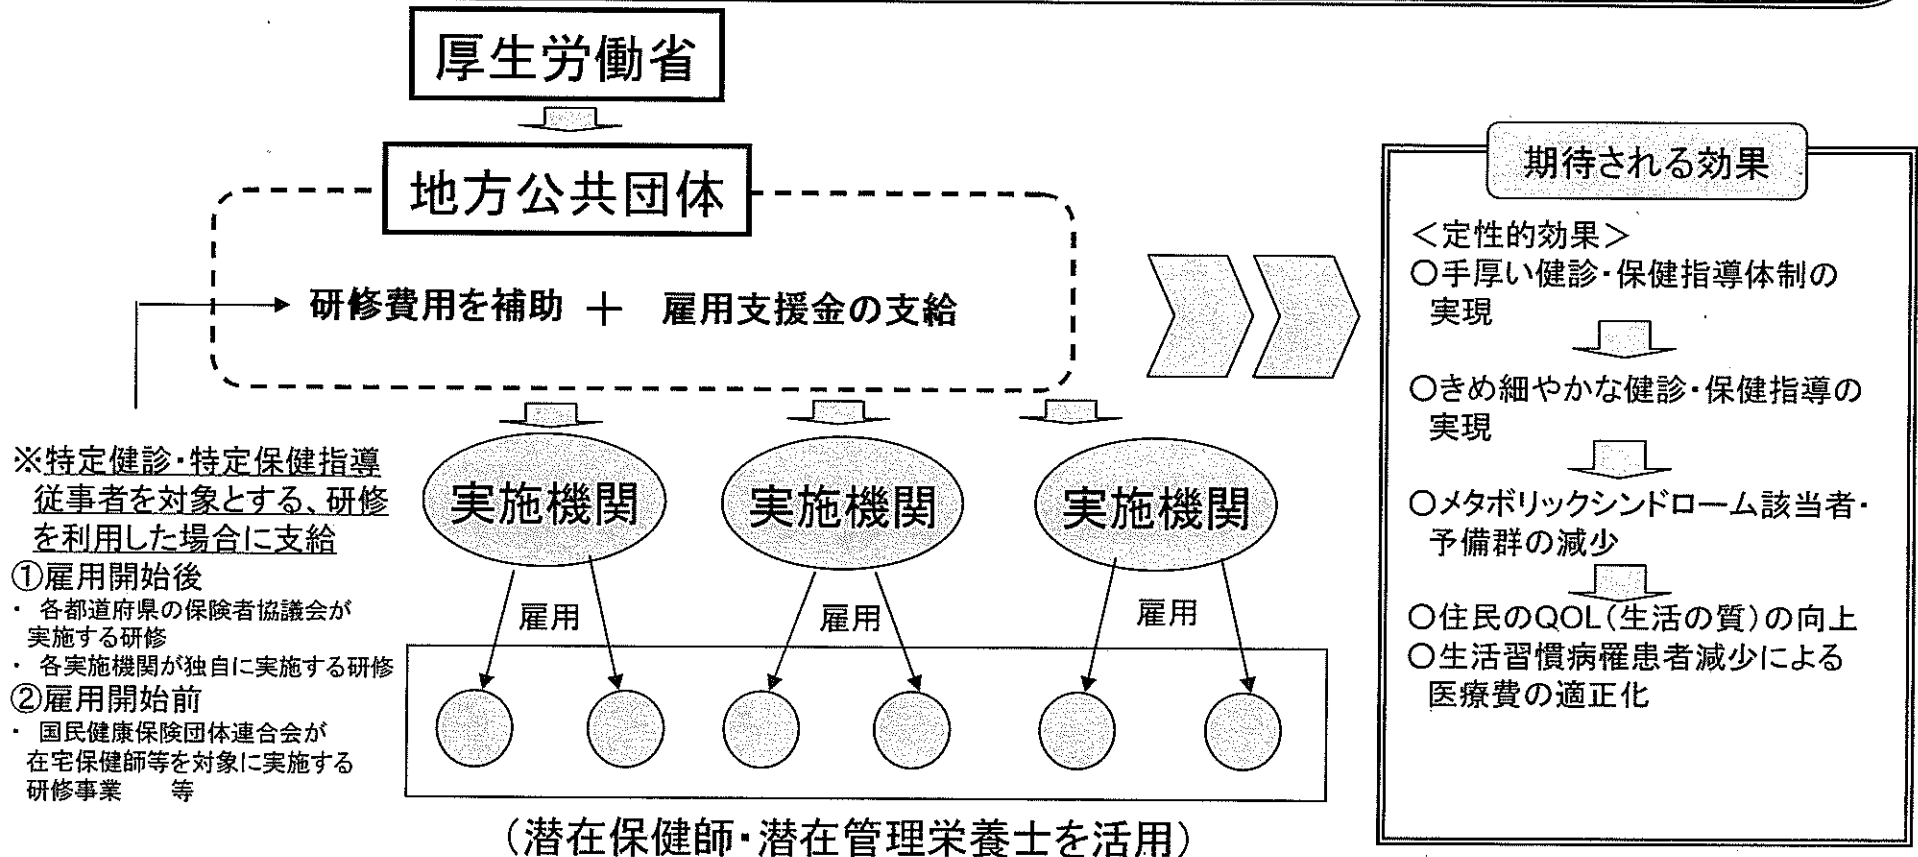 厚生労働省
地方公共団体
研修費用を補助 ＋ 雇用支援金の支給
※特定健診・特定保健指導
従事者を対象とする、研修
を利用した場合に支給
①雇用開始後
・ 各都道府県の保険者協議会が
実施する研修
・ 各実施機関が独自に実施する研修
②雇用開始前
・ 国民健康保険団体連合会が
在宅保健師等を対象に実施する
研修事業　等
実施機関
実施機関
実施機関
雇用
雇用
雇用
（潜在保健師・潜在管理栄養士を活用）
期待される効果
＜定性的効果＞
○手厚い健診・保健指導体制の
実現
○きめ細やかな健診・保健指導の
実現
○メタボリックシンドローム該当者・
予備群の減少
○住民のQOL（生活の質）の向上
○生活習慣病罹患者減少による
医療費の適正化